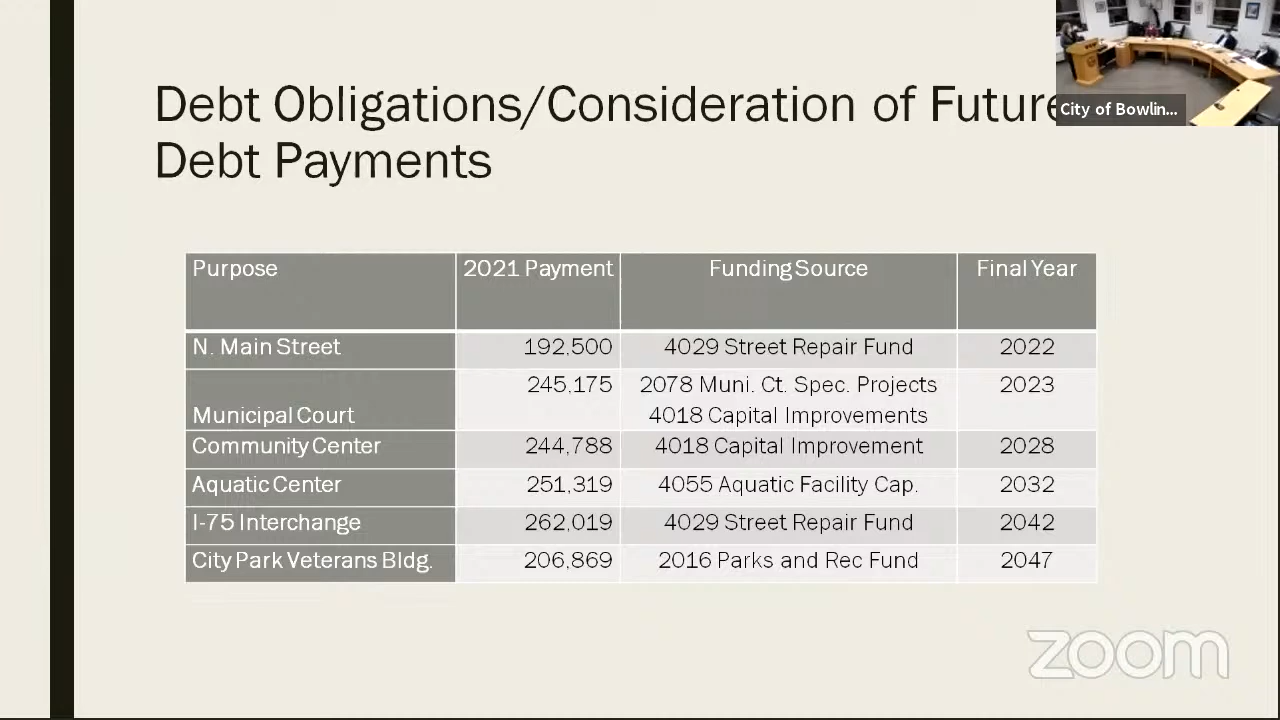 Debt Obligations/Consideration of Future
Debt Payments
City of Bowlin...
Purpose 2021 Payment Funding Source Final Year
N. Main Street 192,500 4029 Street Repair Fund 2022
245,175 2078 Muni. Ct. Spec. Projects 2023
Municipal Court 4018 Capital Improvements
Community Center 244,788 4018 Capital Improvement 2028
Aquatic Center 251,319 4055 Aquatic Facility Cap. 2032
I-75 Interchange 262,019 4029 Street Repair Fund 2042
City Park Veterans Bldg. 206,869 2016 Parks and Rec Fund 2047
zoom